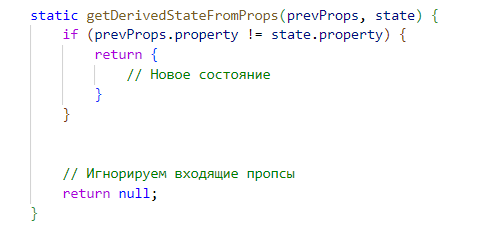 static getDerivedStateFromProps(prevProps, state) {
if (prevProps.property != state.property) {
return {
// Новое состояние
}
}
// Игнорируем входящие пропсы
return null;
}